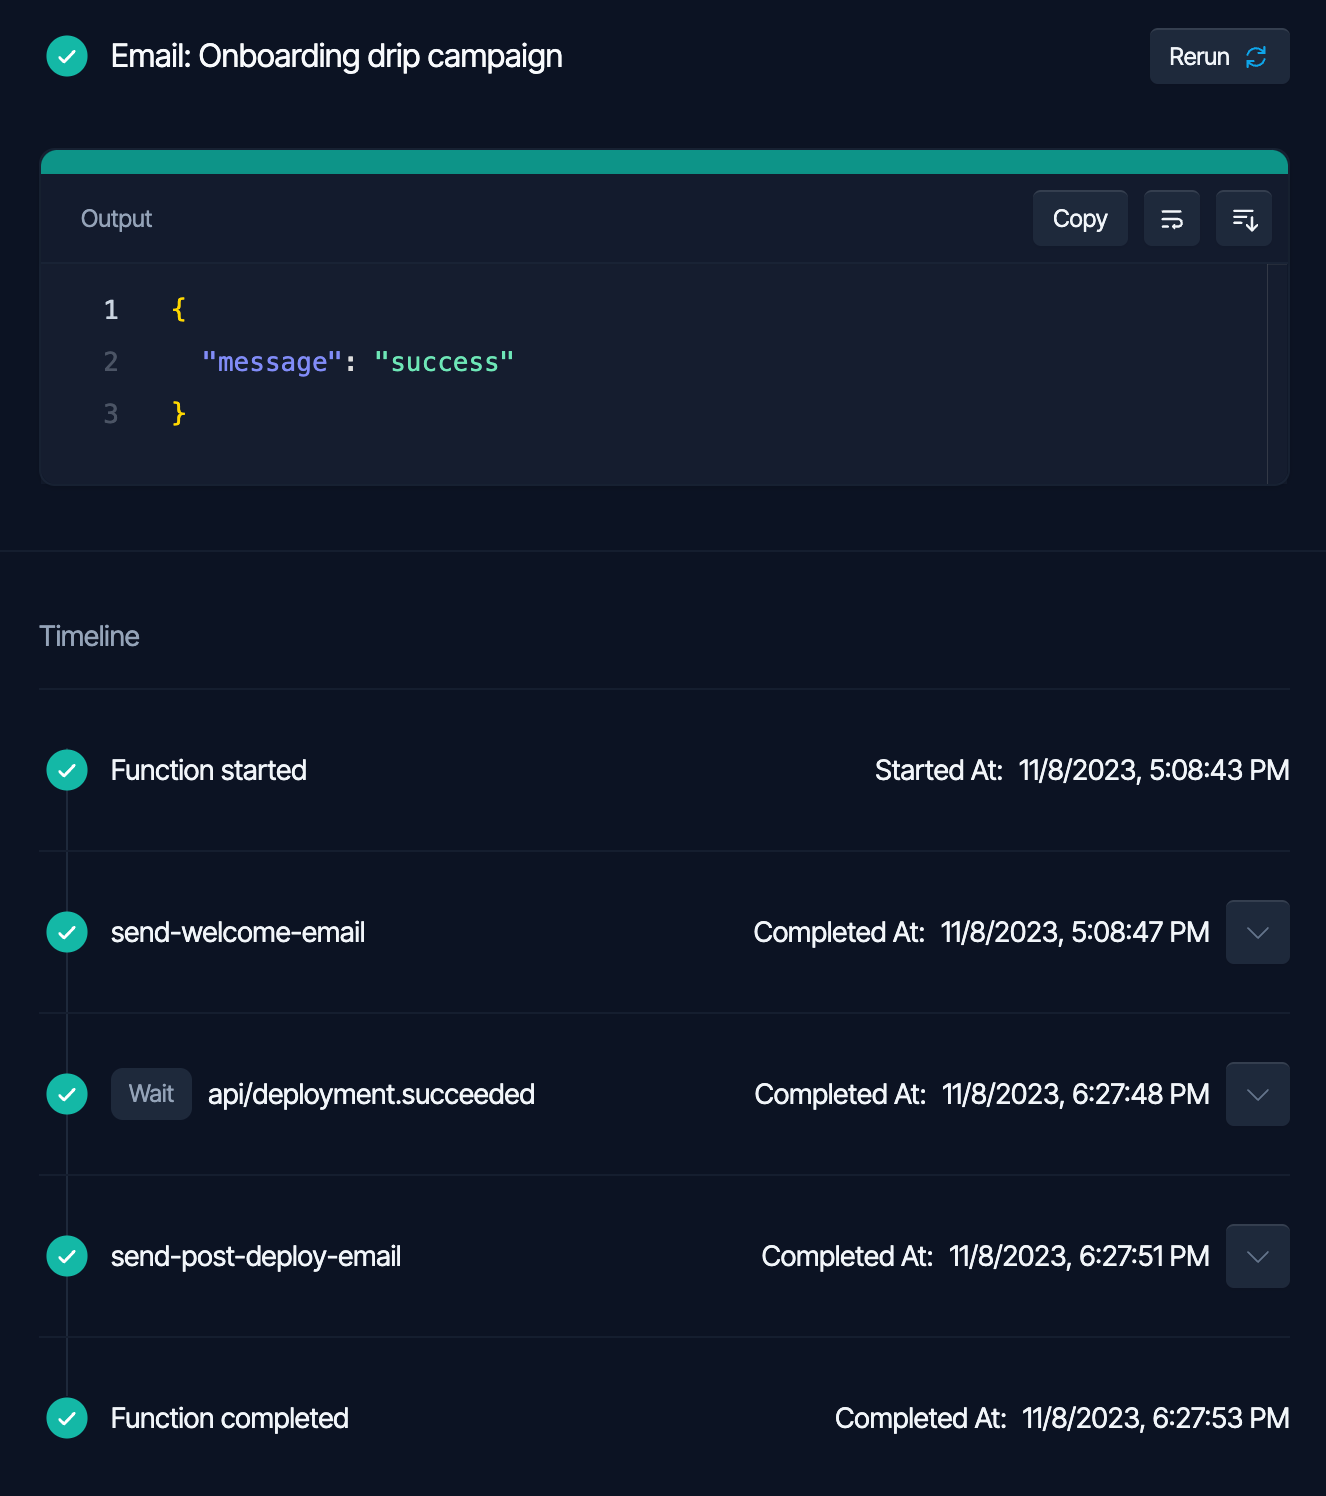 Email: Onboarding drip campaign
Rerun
Output
Copy
1 {
2 "message": "success"
3 }
Timeline
Function started Started At: 11/8/2023, 5:08:43 PM
send-welcome-email Completed At: 11/8/2023, 5:08:47 PM
Wait api/deployment.succeeded Completed At: 11/8/2023, 6:27:48 PM
send-post-deploy-email Completed At: 11/8/2023, 6:27:51 PM
Function completed Completed At: 11/8/2023, 6:27:53 PM